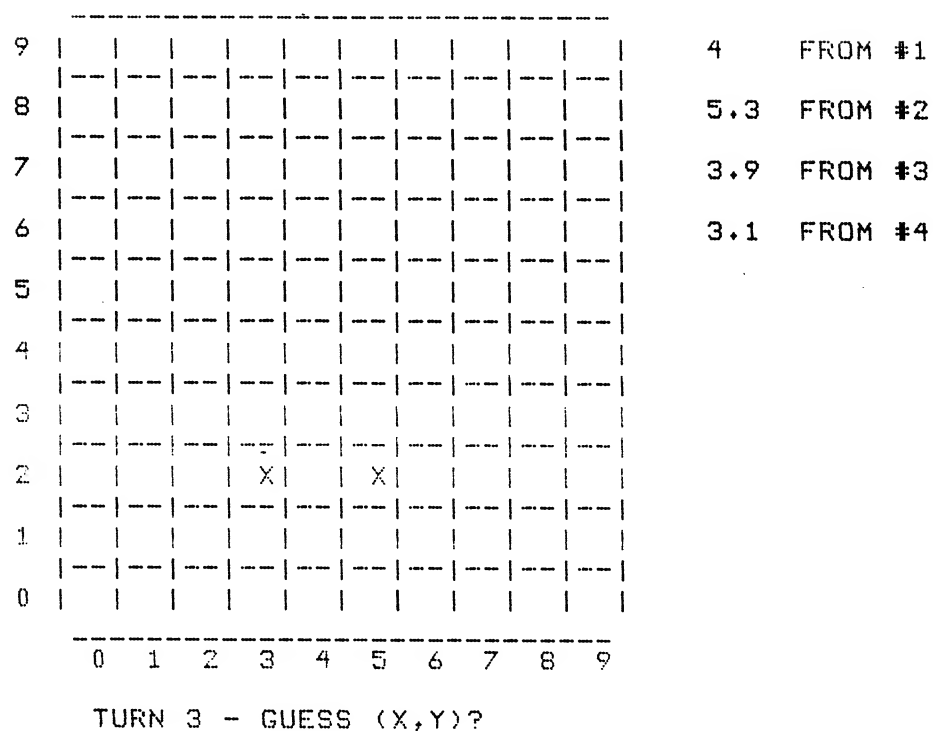 ---------------------------
9 | | | | | | | | | | | 4 FROM #1
|--|--|--|--|--|--|--|--|--|--|
8 | | | | | | | | | | | 5.3 FROM #2
|--|--|--|--|--|--|--|--|--|--|
7 | | | | | | | | | | | 3.9 FROM #3
|--|--|--|--|--|--|--|--|--|--|
6 | | | | | | | | | | | 3.1 FROM #4
|--|--|--|--|--|--|--|--|--|--|
5 | | | | | | | | | | |
|--|--|--|--|--|--|--|--|--|--|
4 | | | | | | | | | | |
|--|--|--|--|--|--|--|--|--|--|
3 | | | | | | | | | | |
|--|--|--|--|--|--|--|--|--|--|
2 | | | | X| | X| | | | |
|--|--|--|--|--|--|--|--|--|--|
1 | | | | | | | | | | |
|--|--|--|--|--|--|--|--|--|--|
0 | | | | | | | | | | |
---------------------------
0 1 2 3 4 5 6 7 8 9
TURN 3 - GUESS (X,Y)?